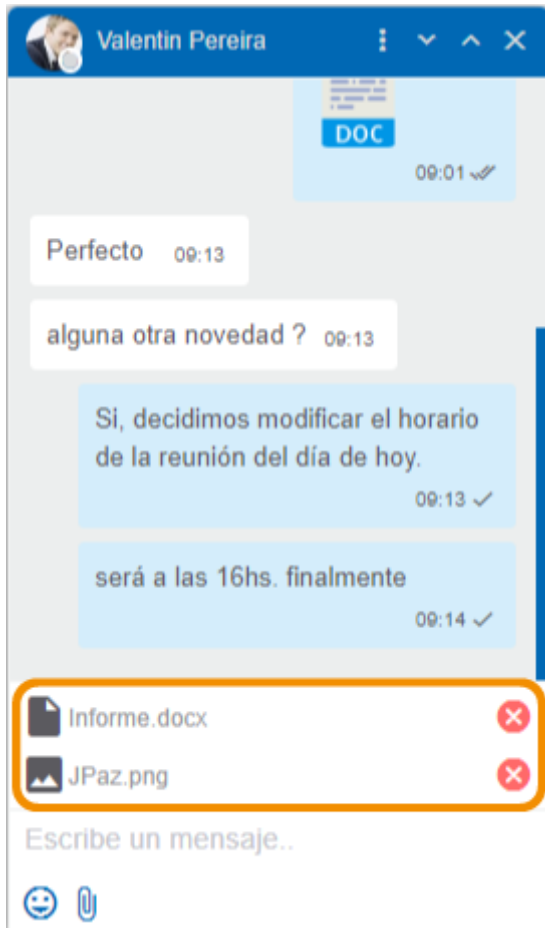 Valentin Pereira
DOC
09:01
Perfecto 09:13
alguna otra novedad ? 09:13
Si, decidimos modificar el horario
de la reunión del día de hoy.
09:13
será a las 16hs. finalmente
09:14
Informe.docx
JPaz.png
Escribe un mensaje..